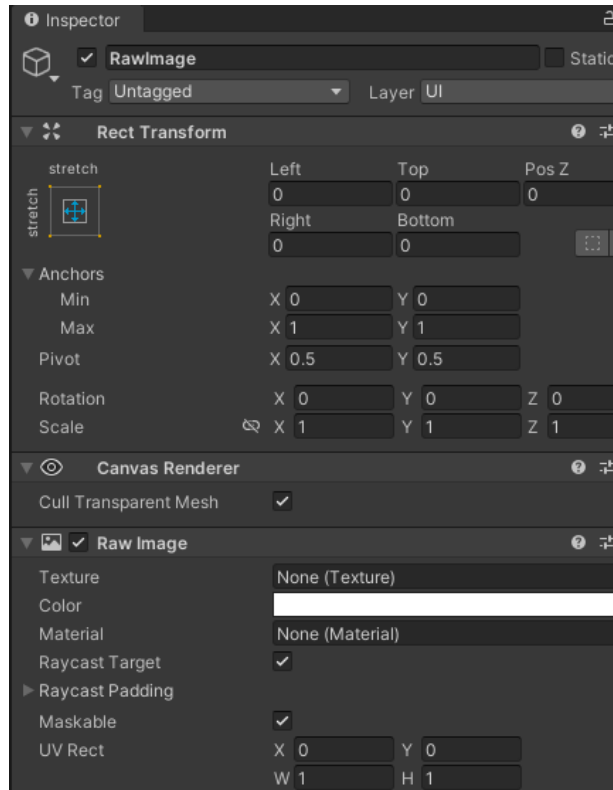 Inspector
RawImage Static
Tag Untagged Layer UI
Rect Transform
stretch
stretch
Left Top Pos Z
0 0 0
Right Bottom
0 0
Anchors
Min X 0 Y 0
Max X 1 Y 1
Pivot X 0.5 Y 0.5
Rotation X 0 Y 0 Z 0
Scale X 1 Y 1 Z 1
Canvas Renderer
Cull Transparent Mesh
Raw Image
Texture None (Texture)
Color
Material None (Material)
Raycast Target
Raycast Padding
Maskable
UV Rect X 0 Y 0
W 1 H 1